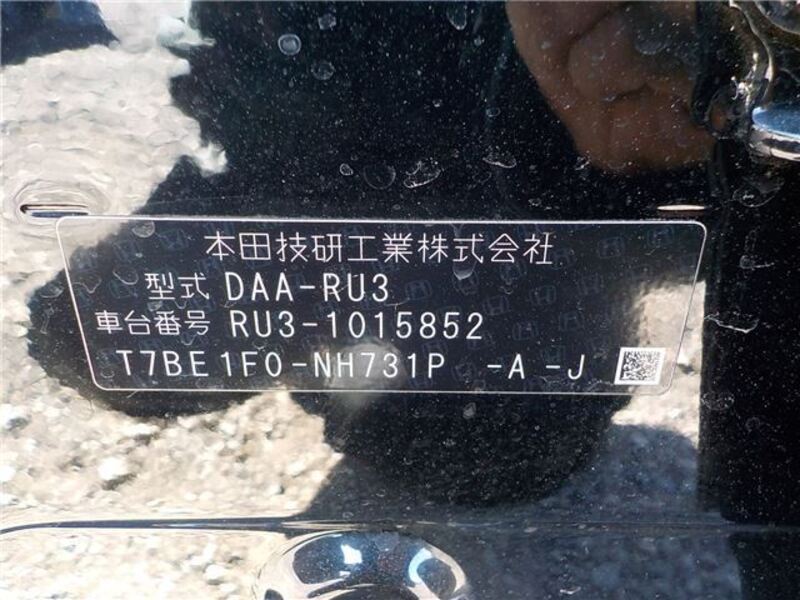 本田技研工業株式会社
型式 DAA-RU3
車台番号 RU3-1015852
T7BE1F0-NH731P -A -J